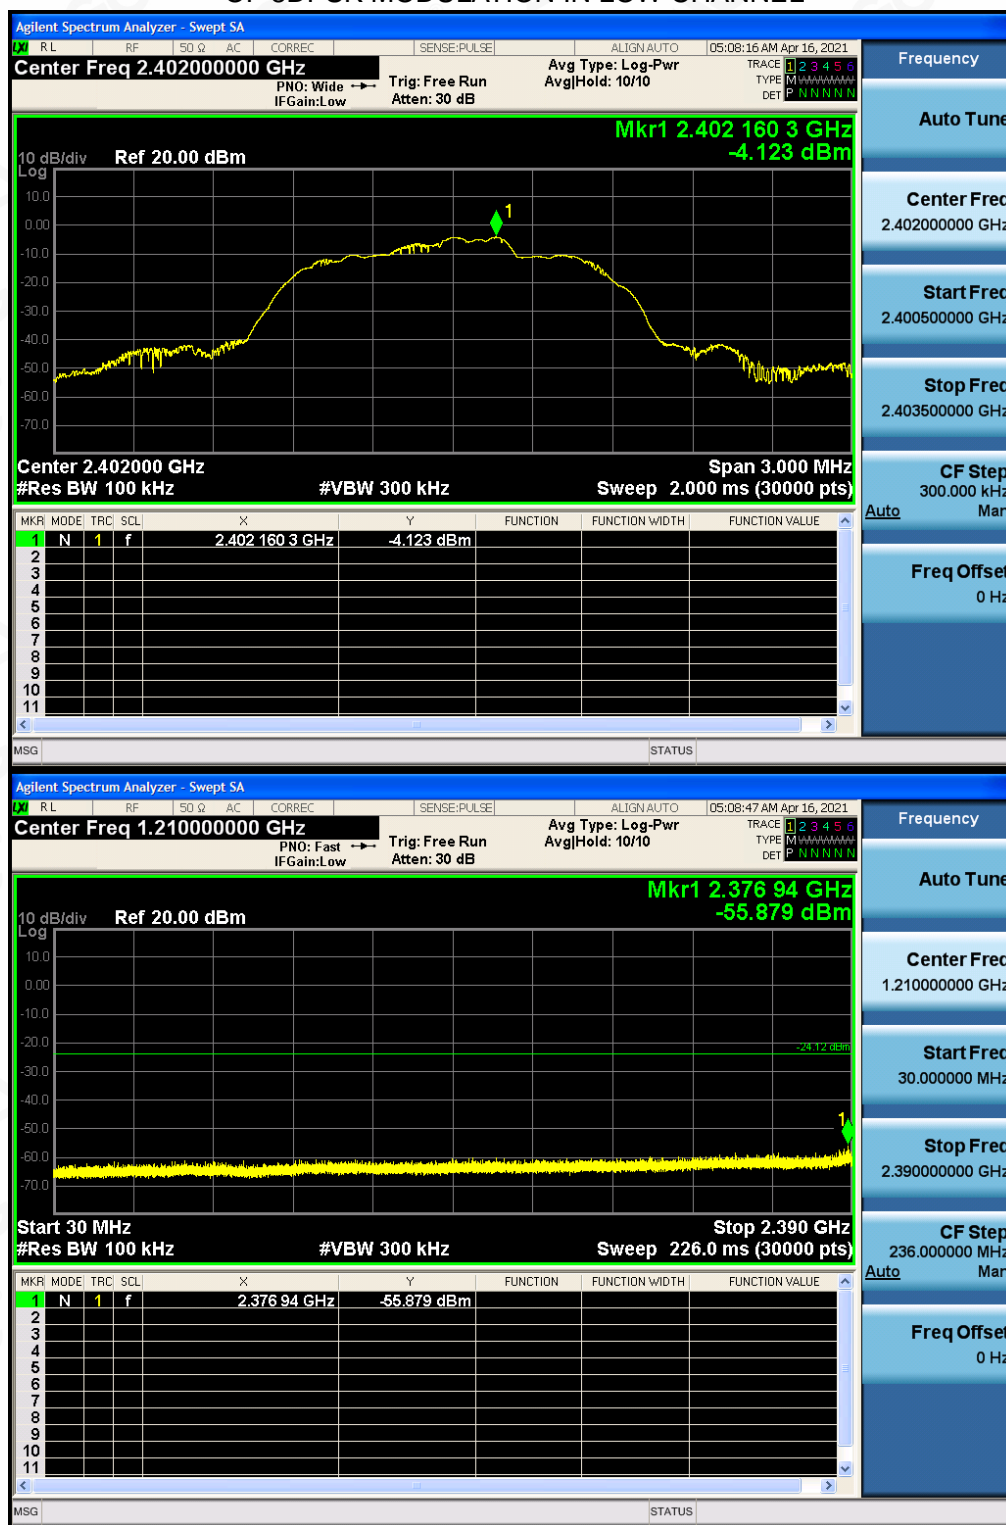 OF 8DPSK MODULATION IN LOW CHANNEL
Agilent Spectrum Analyzer - Swept SA
LXI RL RF 50 Ω AC CORREC SENSE:PULSE ALIGN AUTO 05:08:16 AM Apr 16, 2021
Center Freq 2.402000000 GHz
PNO: Wide
IFGain:Low
Trig: Free Run
Atten: 30 dB
Avg Type: Log-Pwr
Avg|Hold: 10/10
TRACE 1 2 3 4 5 6
TYPE M
DET P N N N N N
Mkr1 2.402 160 3 GHz
-4.123 dBm
10 dB/div Ref 20.00 dBm
Log
10.0
0.00
-10.0
-20.0
-30.0
-40.0
-50.0
-60.0
-70.0
1
Center 2.402000 GHz Span 3.000 MHz
#Res BW 100 kHz #VBW 300 kHz Sweep 2.000 ms (30000 pts)
MKR MODE TRC SCL X Y FUNCTION FUNCTION WIDTH FUNCTION VALUE
1 N 1 f 2.402 160 3 GHz -4.123 dBm
2
3
4
5
6
7
8
9
10
11
MSG STATUS
Frequency
Auto Tune
Center Freq
2.402000000 GHz
Start Freq
2.400500000 GHz
Stop Freq
2.403500000 GHz
CF Step
300.000 kHz
Auto Man
Freq Offset
0 Hz
Agilent Spectrum Analyzer - Swept SA
LXI RL RF 50 Ω AC CORREC SENSE:PULSE ALIGN AUTO 05:08:47 AM Apr 16, 2021
Center Freq 1.210000000 GHz
PNO: Fast
IFGain:Low
Trig: Free Run
Atten: 30 dB
Avg Type: Log-Pwr
Avg|Hold: 10/10
TRACE 1 2 3 4 5 6
TYPE M
DET P N N N N N
Mkr1 2.376 94 GHz
-55.879 dBm
10 dB/div Ref 20.00 dBm
Log
10.0
0.00
-10.0
-20.0
-30.0
-40.0
-50.0
-60.0
-70.0
-24.12 dBm
1
Start 30 MHz Stop 2.390 GHz
#Res BW 100 kHz #VBW 300 kHz Sweep 226.0 ms (30000 pts)
MKR MODE TRC SCL X Y FUNCTION FUNCTION WIDTH FUNCTION VALUE
1 N 1 f 2.376 94 GHz -55.879 dBm
2
3
4
5
6
7
8
9
10
11
MSG STATUS
Frequency
Auto Tune
Center Freq
1.210000000 GHz
Start Freq
30.000000 MHz
Stop Freq
2.390000000 GHz
CF Step
236.000000 MHz
Auto Man
Freq Offset
0 Hz